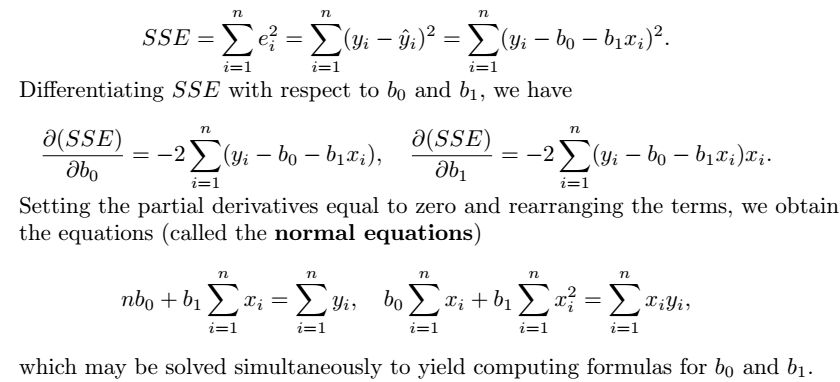 SSE = \sum_{i=1}^{n} e_i^2 = \sum_{i=1}^{n} (y_i - \hat{y}_i)^2 = \sum_{i=1}^{n} (y_i - b_0 - b_1 x_i)^2.
Differentiating SSE with respect to b_0 and b_1, we have
\frac{\partial(SSE)}{\partial b_0} = -2 \sum_{i=1}^{n} (y_i - b_0 - b_1 x_i), \quad \frac{\partial(SSE)}{\partial b_1} = -2 \sum_{i=1}^{n} (y_i - b_0 - b_1 x_i) x_i.
Setting the partial derivatives equal to zero and rearranging the terms, we obtain
the equations (called the normal equations)
n b_0 + b_1 \sum_{i=1}^{n} x_i = \sum_{i=1}^{n} y_i, \quad b_0 \sum_{i=1}^{n} x_i + b_1 \sum_{i=1}^{n} x_i^2 = \sum_{i=1}^{n} x_i y_i,
which may be solved simultaneously to yield computing formulas for b_0 and b_1.